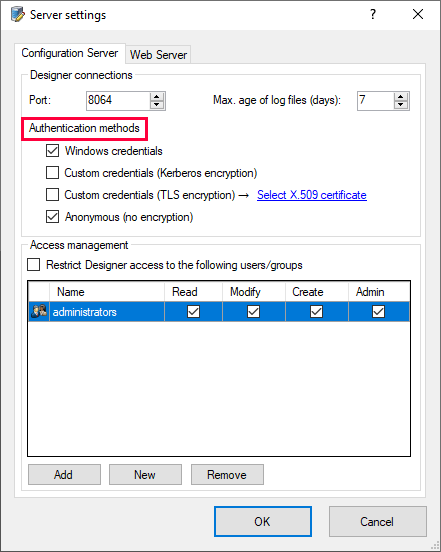 Server settings
?
Configuration Server Web Server
Designer connections
Port: 8064 Max. age of log files (days): 7
Authentication methods
Windows credentials
Custom credentials (Kerberos encryption)
Custom credentials (TLS encryption) → Select X.509 certificate
Anonymous (no encryption)
Access management
Restrict Designer access to the following users/groups
Name Read Modify Create Admin
administrators
Add New Remove
OK Cancel